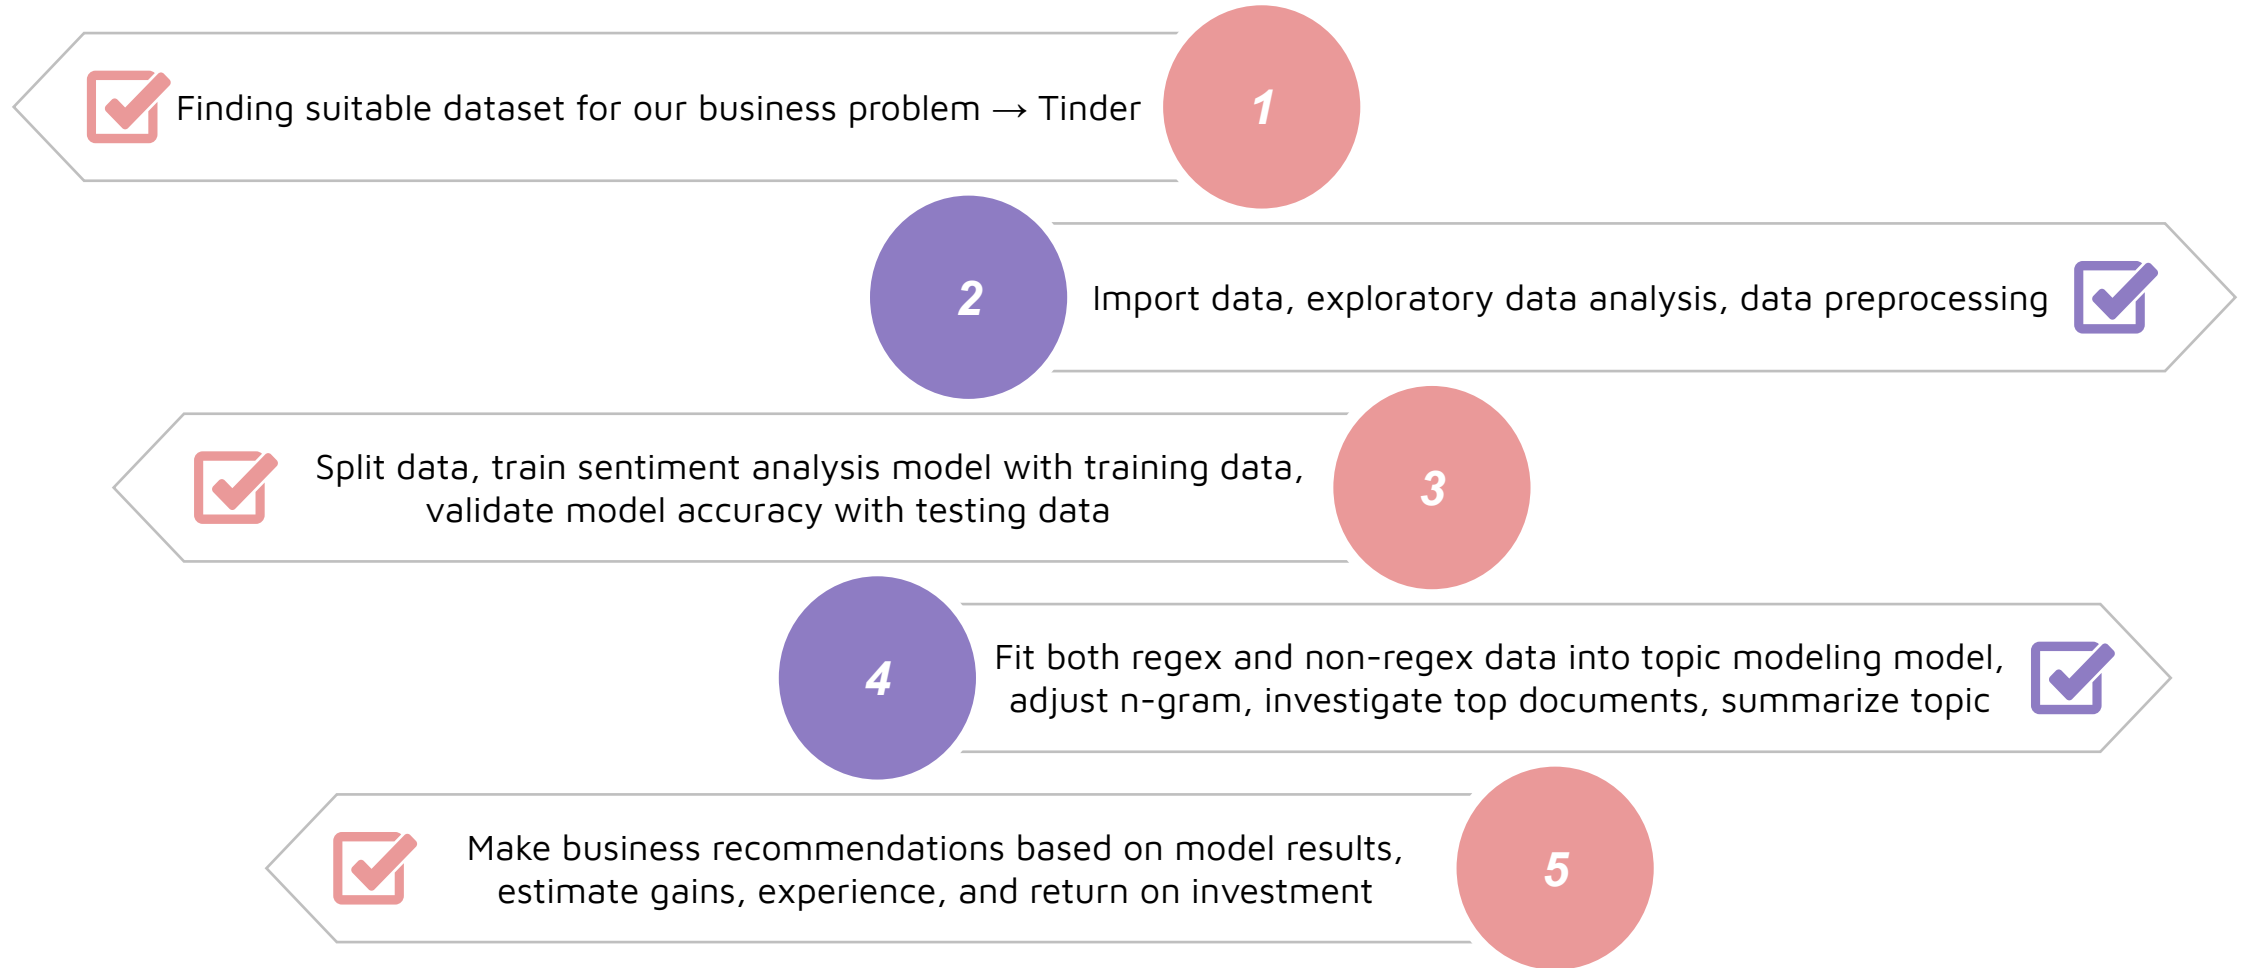 Finding suitable dataset for our business problem → Tinder
1
2
Import data, exploratory data analysis, data preprocessing
Split data, train sentiment analysis model with training data,
validate model accuracy with testing data
3
4
Fit both regex and non-regex data into topic modeling model,
adjust n-gram, investigate top documents, summarize topic
Make business recommendations based on model results,
estimate gains, experience, and return on investment
5